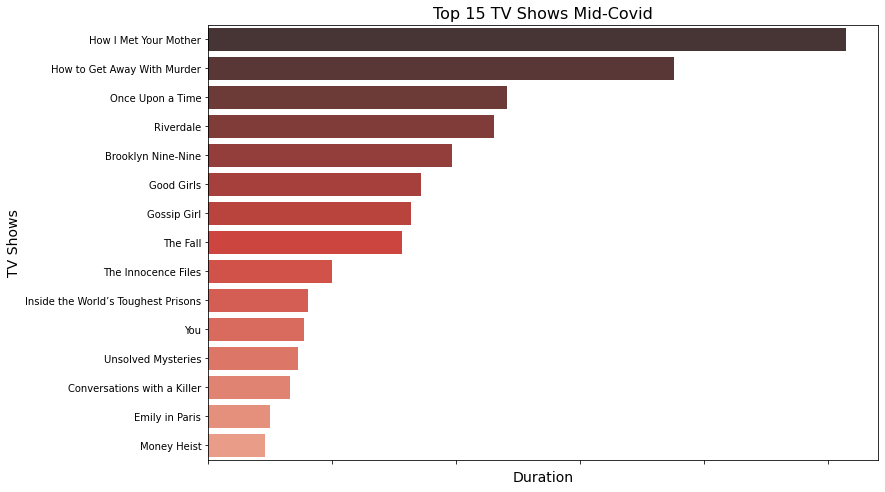 Top 15 TV Shows Mid-Covid
TV Shows
How I Met Your Mother
How to Get Away With Murder
Once Upon a Time
Riverdale
Brooklyn Nine-Nine
Good Girls
Gossip Girl
The Fall
The Innocence Files
Inside the World’s Toughest Prisons
You
Unsolved Mysteries
Conversations with a Killer
Emily in Paris
Money Heist
Duration